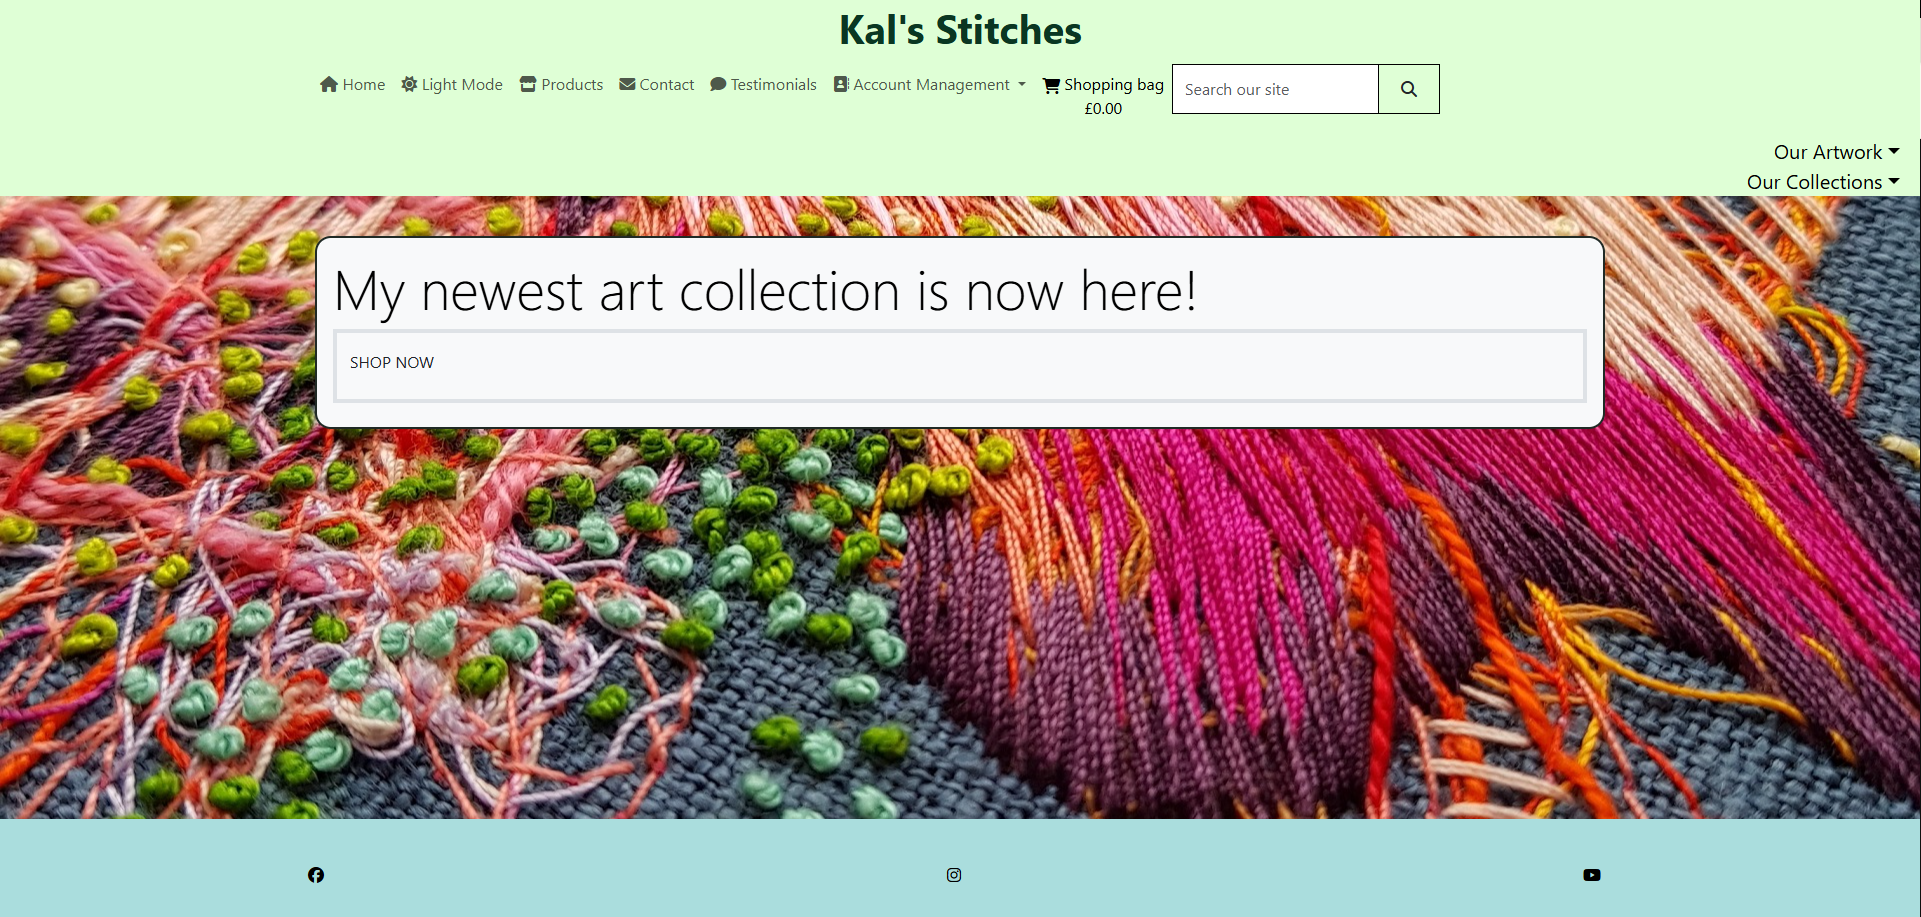 Kal's Stitches
Home Light Mode Products Contact Testimonials Account Management Shopping bag Search our site
£0.00
Our Artwork
Our Collections
My newest art collection is now here!
SHOP NOW